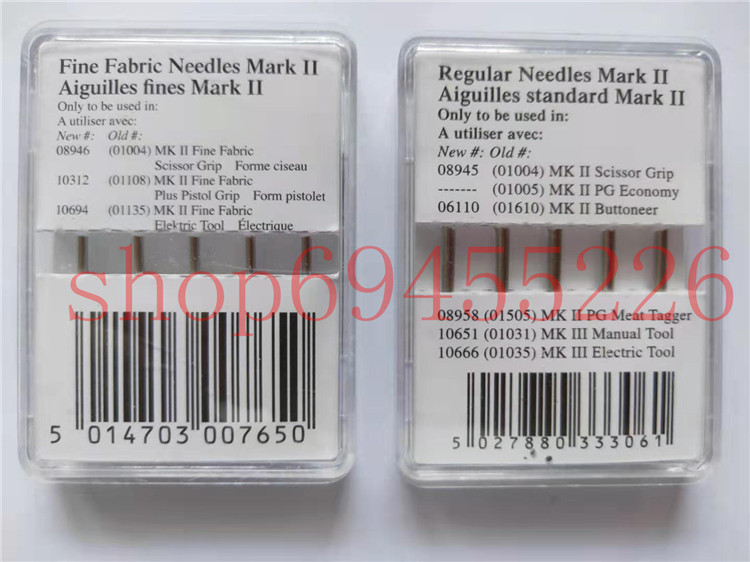 Fine Fabric Needles Mark II
Aiguilles fines Mark II
Only to be used in:
A utiliser avec:
New #: Old #:
08946 (01004) MK II Fine Fabric
Scissor Grip Forme ciseau
10312 (01108) MK II Fine Fabric
Plus Pistol Grip Form pistolet
10694 (01135) MK II Fine Fabric
Elektric Tool Électrique
5 014703 007650
Regular Needles Mark II
Aiguilles standard Mark II
Only to be used in:
A utiliser avec:
New #: Old #:
08945 (01004) MK II Scissor Grip
------- (01005) MK II PG Economy
06110 (01610) MK II Buttoneer
08958 (01505) MK II PG Meat Tagger
10651 (01031) MK III Manual Tool
10666 (01035) MK III Electric Tool
5 027880 333061
shop69455226